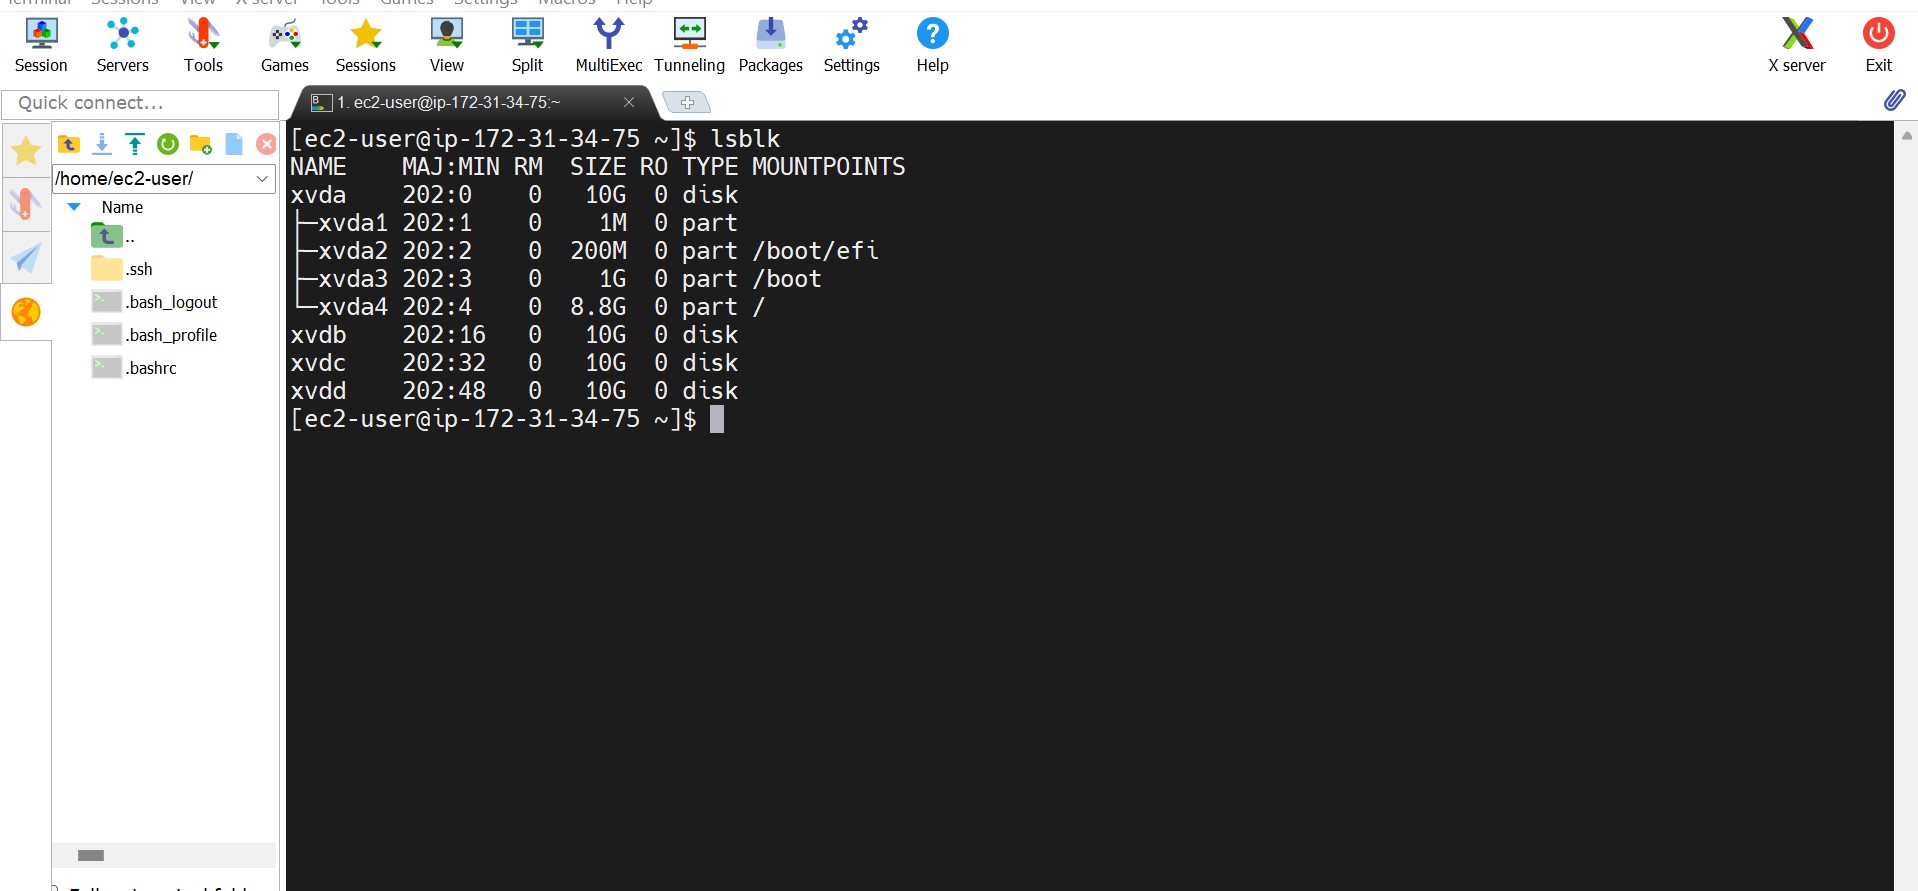 Terminal Sessions View X server Tools Games Settings Macros Help
Session Servers Tools Games Sessions View Split MultiExec Tunneling Packages Settings Help X server Exit
Quick connect...
1. ec2-user@ip-172-31-34-75:~
/home/ec2-user/
Name
..
.ssh
.bash_logout
.bash_profile
.bashrc
[ec2-user@ip-172-31-34-75 ~]$ lsblk
NAME    MAJ:MIN RM  SIZE RO TYPE MOUNTPOINTS
xvda    202:0    0   10G  0 disk
├─xvda1 202:1    0    1M  0 part
├─xvda2 202:2    0  200M  0 part /boot/efi
├─xvda3 202:3    0    1G  0 part /boot
└─xvda4 202:4    0  8.8G  0 part /
xvdb    202:16   0   10G  0 disk
xvdc    202:32   0   10G  0 disk
xvdd    202:48   0   10G  0 disk
[ec2-user@ip-172-31-34-75 ~]$